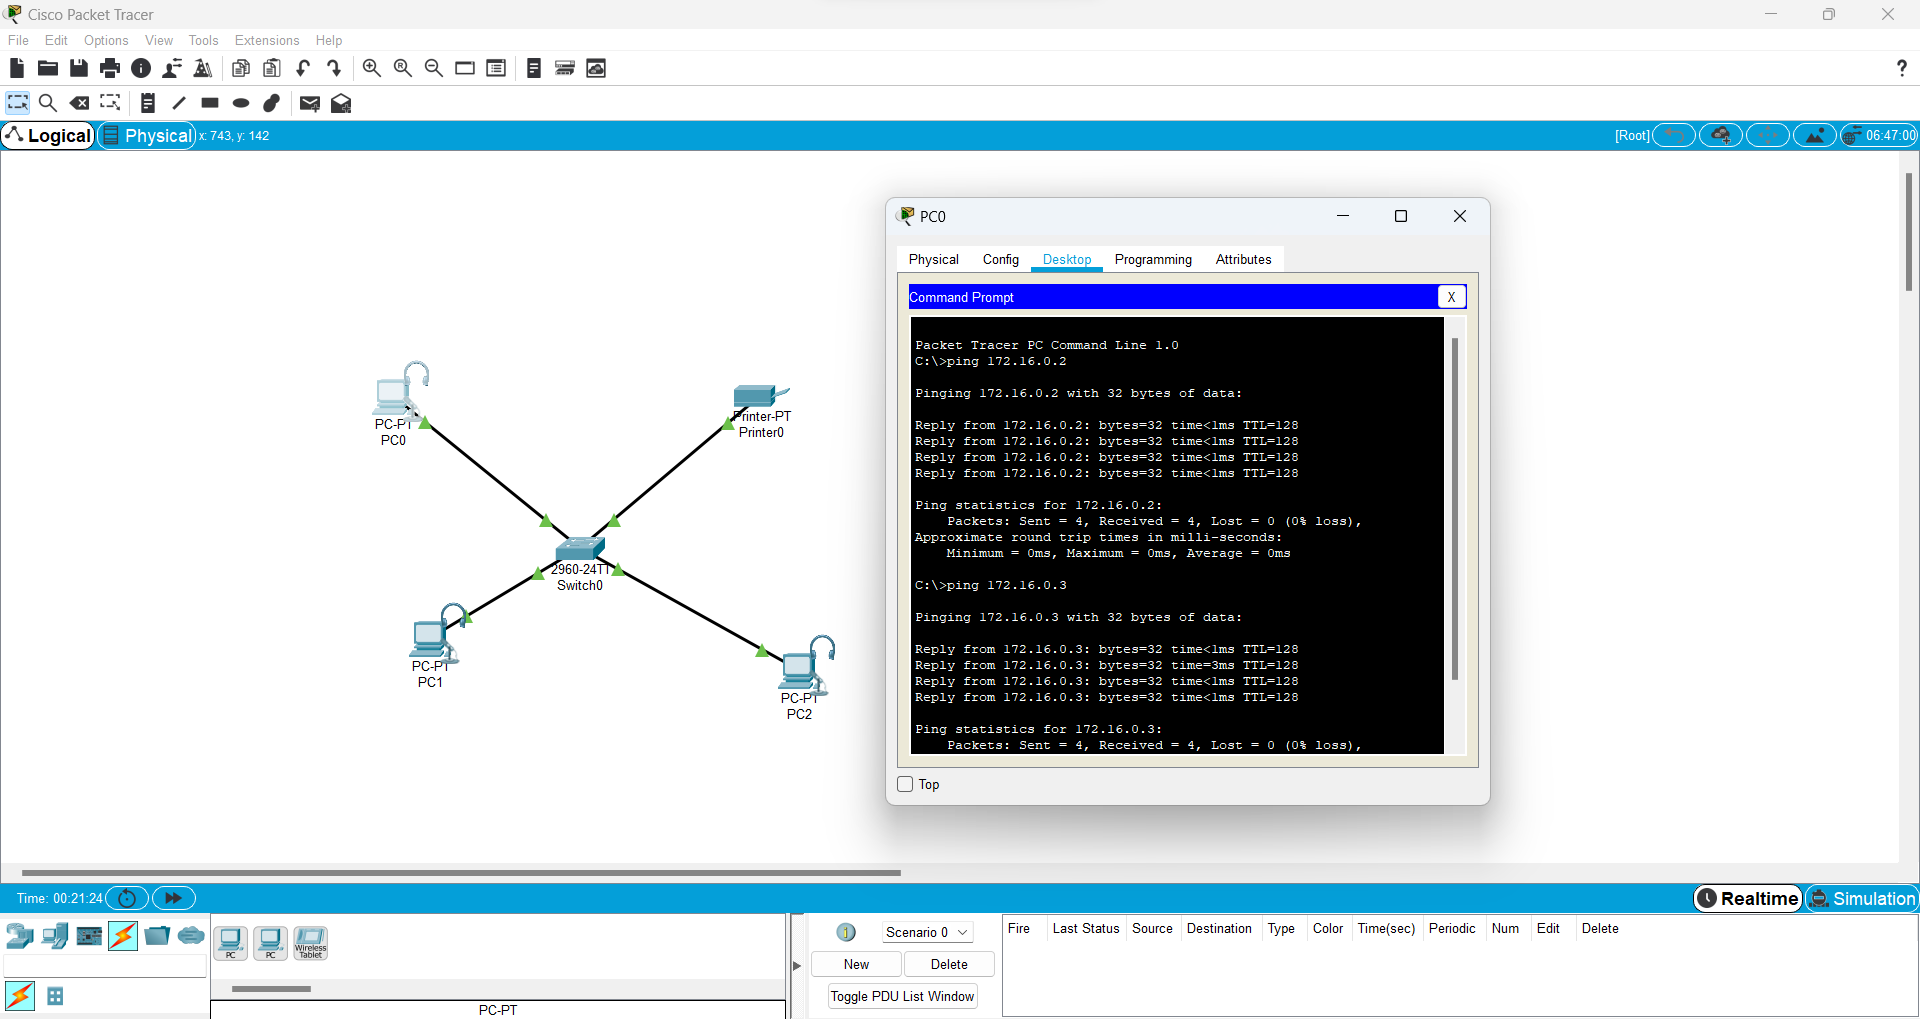 Cisco Packet Tracer
File Edit Options View Tools Extensions Help
?
Logical Physical x: 743, y: 142 [Root] 06:47:00
PC0
Physical Config Desktop Programming Attributes
Command Prompt X
Packet Tracer PC Command Line 1.0
C:\>ping 172.16.0.2
Pinging 172.16.0.2 with 32 bytes of data:
Reply from 172.16.0.2: bytes=32 time<1ms TTL=128
Reply from 172.16.0.2: bytes=32 time<1ms TTL=128
Reply from 172.16.0.2: bytes=32 time<1ms TTL=128
Reply from 172.16.0.2: bytes=32 time<1ms TTL=128
Ping statistics for 172.16.0.2:
Packets: Sent = 4, Received = 4, Lost = 0 (0% loss),
Approximate round trip times in milli-seconds:
Minimum = 0ms, Maximum = 0ms, Average = 0ms
C:\>ping 172.16.0.3
Pinging 172.16.0.3 with 32 bytes of data:
Reply from 172.16.0.3: bytes=32 time<1ms TTL=128
Reply from 172.16.0.3: bytes=32 time=3ms TTL=128
Reply from 172.16.0.3: bytes=32 time<1ms TTL=128
Reply from 172.16.0.3: bytes=32 time<1ms TTL=128
Ping statistics for 172.16.0.3:
Packets: Sent = 4, Received = 4, Lost = 0 (0% loss),
Top
PC-PT
PC0
Printer-PT
Printer0
2960-24TT
Switch0
PC-PT
PC1
PC-PT
PC2
Time: 00:21:24
Realtime Simulation
PC
PC
Wireless Tablet
PC-PT
1
Scenario 0
New Delete
Toggle PDU List Window
Fire Last Status Source Destination Type Color Time(sec) Periodic Num Edit Delete